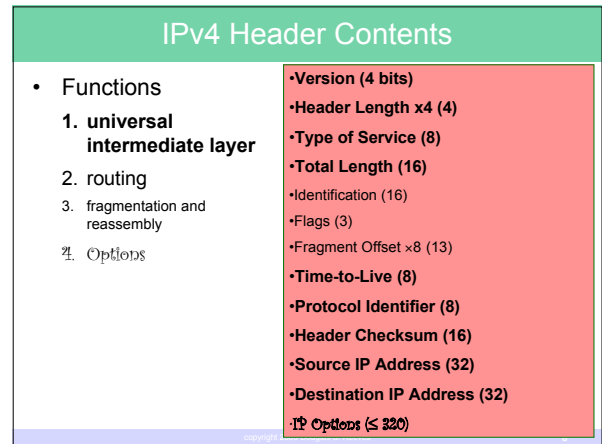 IPv4 Header Contents
• Functions
1. universal
intermediate layer
2. routing
3. fragmentation and
reassembly
4. Options
•Version (4 bits)
•Header Length x4 (4)
•Type of Service (8)
•Total Length (16)
•Identification (16)
•Flags (3)
•Fragment Offset ×8 (13)
•Time-to-Live (8)
•Protocol Identifier (8)
•Header Checksum (16)
•Source IP Address (32)
•Destination IP Address (32)
•IP Options (≤ 320)
copyright